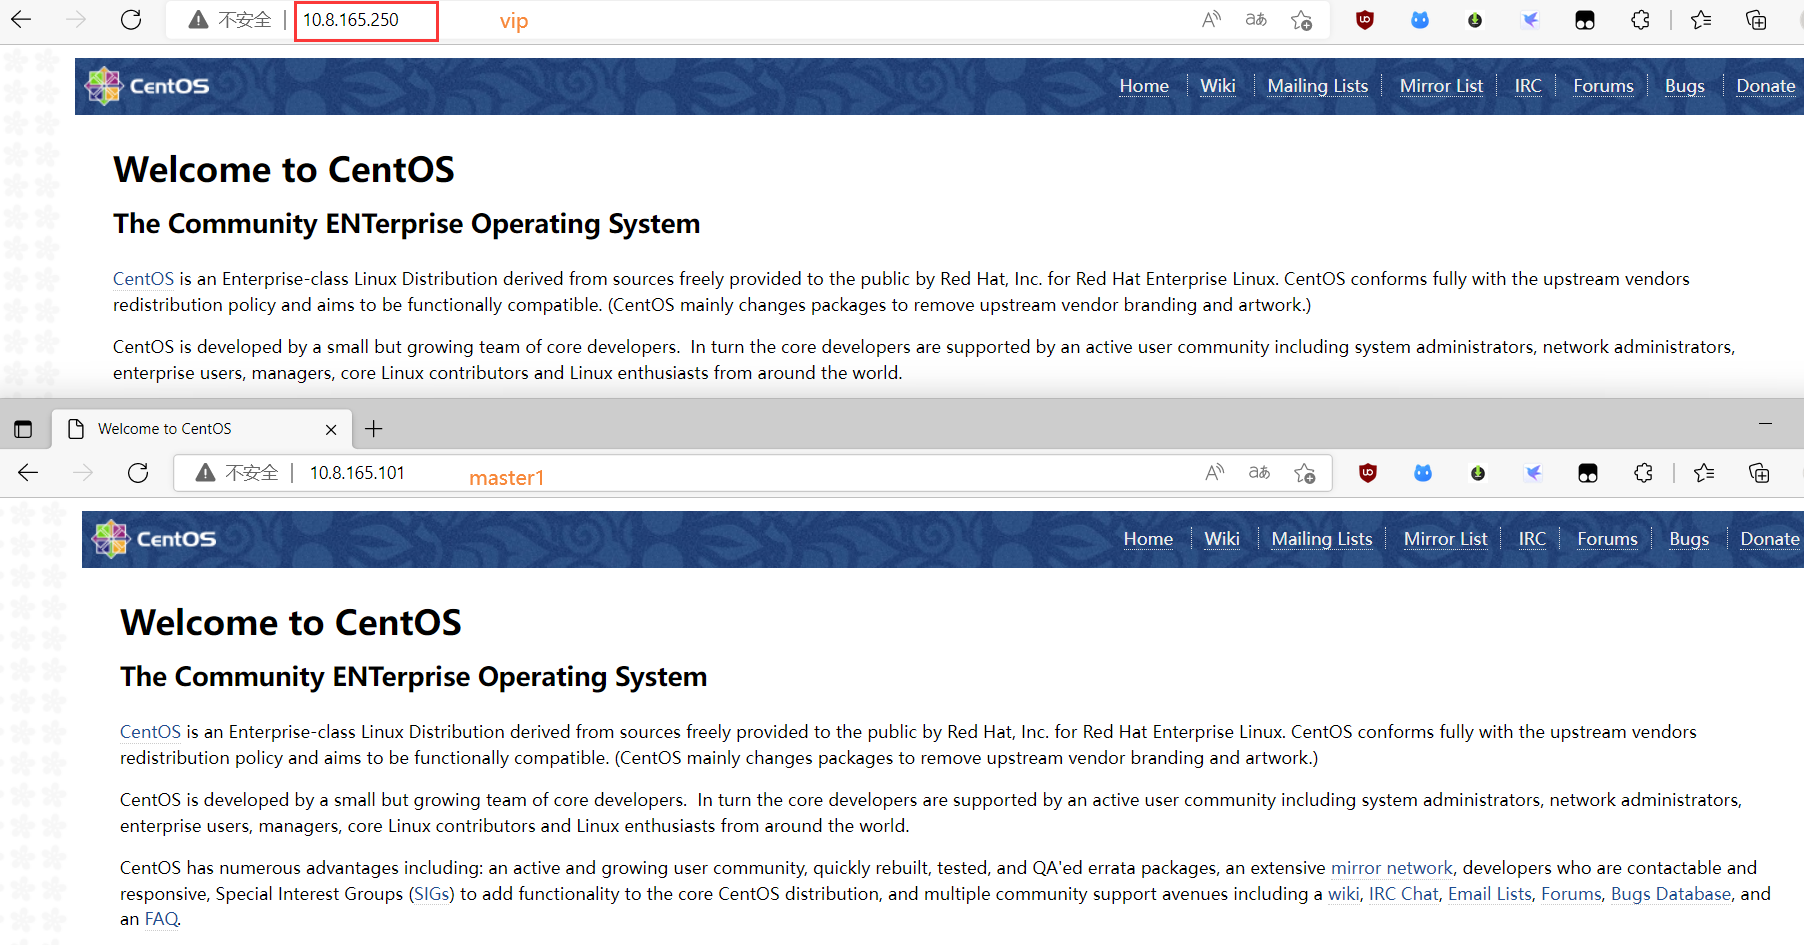 不安全 10.8.165.250 vip
CentOS Home Wiki Mailing Lists Mirror List IRC Forums Bugs Donate
Welcome to CentOS
The Community ENTerprise Operating System
CentOS is an Enterprise-class Linux Distribution derived from sources freely provided to the public by Red Hat, Inc. for Red Hat Enterprise Linux. CentOS conforms fully with the upstream vendors
redistribution policy and aims to be functionally compatible. (CentOS mainly changes packages to remove upstream vendor branding and artwork.)
CentOS is developed by a small but growing team of core developers. In turn the core developers are supported by an active user community including system administrators, network administrators,
enterprise users, managers, core Linux contributors and Linux enthusiasts from around the world.
Welcome to CentOS
不安全 10.8.165.101 master1
CentOS Home Wiki Mailing Lists Mirror List IRC Forums Bugs Donate
Welcome to CentOS
The Community ENTerprise Operating System
CentOS is an Enterprise-class Linux Distribution derived from sources freely provided to the public by Red Hat, Inc. for Red Hat Enterprise Linux. CentOS conforms fully with the upstream vendors
redistribution policy and aims to be functionally compatible. (CentOS mainly changes packages to remove upstream vendor branding and artwork.)
CentOS is developed by a small but growing team of core developers. In turn the core developers are supported by an active user community including system administrators, network administrators,
enterprise users, managers, core Linux contributors and Linux enthusiasts from around the world.
CentOS has numerous advantages including: an active and growing user community, quickly rebuilt, tested, and QA'ed errata packages, an extensive mirror network, developers who are contactable and
responsive, Special Interest Groups (SIGs) to add functionality to the core CentOS distribution, and multiple community support avenues including a wiki, IRC Chat, Email Lists, Forums, Bugs Database, and
an FAQ.